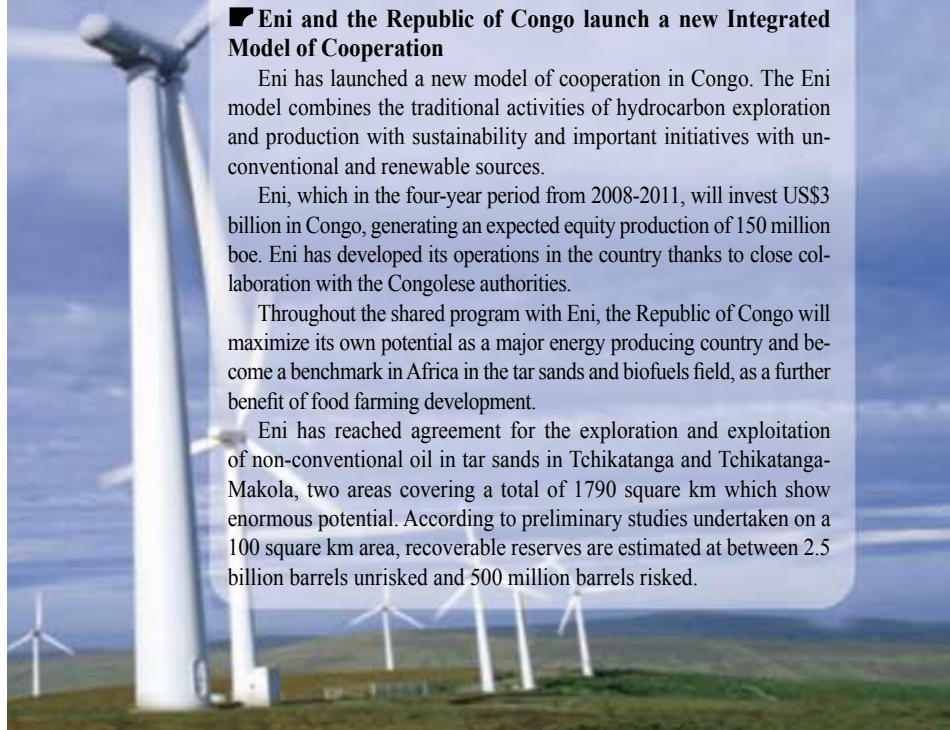 Eni and the Republic of Congo launch a new Integrated
Model of Cooperation
Eni has launched a new model of cooperation in Congo. The Eni
model combines the traditional activities of hydrocarbon exploration
and production with sustainability and important initiatives with un-
conventional and renewable sources.
Eni, which in the four-year period from 2008-2011, will invest US$3
billion in Congo, generating an expected equity production of 150 million
boe. Eni has developed its operations in the country thanks to close col-
laboration with the Congolese authorities.
Throughout the shared program with Eni, the Republic of Congo will
maximize its own potential as a major energy producing country and be-
come a benchmark in Africa in the tar sands and biofuels field, as a further
benefit of food farming development.
Eni has reached agreement for the exploration and exploitation
of non-conventional oil in tar sands in Tchikatanga and Tchikatanga-
Makola, two areas covering a total of 1790 square km which show
enormous potential. According to preliminary studies undertaken on a
100 square km area, recoverable reserves are estimated at between 2.5
billion barrels unrisked and 500 million barrels risked.